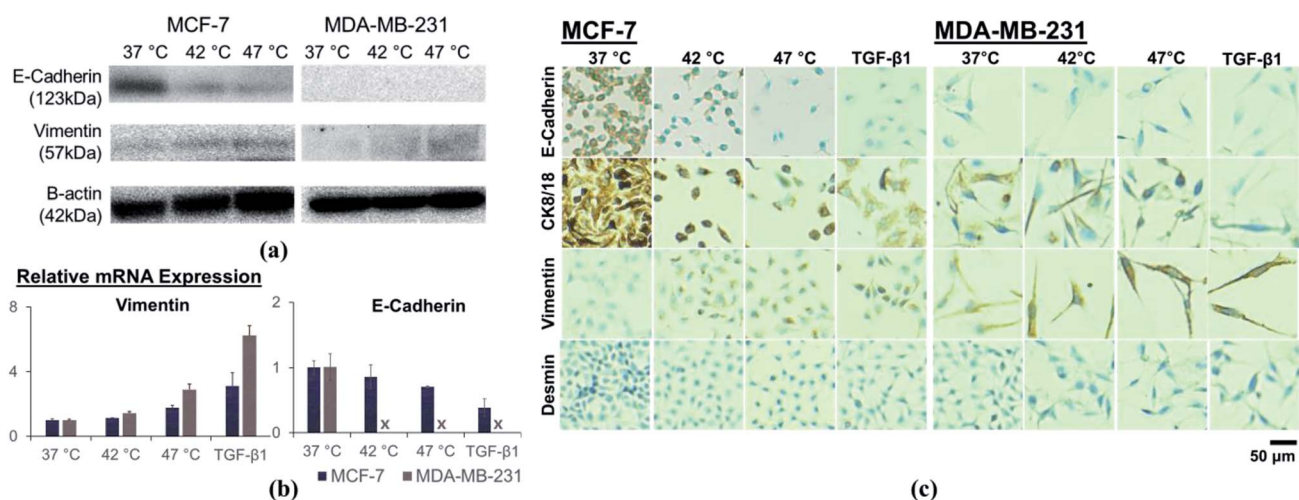 MCF-7 MDA-MB-231
37 °C 42 °C 47 °C 37 °C 42 °C 47 °C
E-Cadherin
(123kDa)
Vimentin
(57kDa)
B-actin
(42kDa)
(a)
Relative mRNA Expression
Vimentin
8
4
0
37 °C 42 °C 47 °C TGF-β1
E-Cadherin
2
1
0
x x x
37 °C 42 °C 47 °C TGF-β1
MCF-7 MDA-MB-231
(b)
MCF-7 MDA-MB-231
37 °C 42 °C 47 °C TGF-β1 37°C 42°C 47°C TGF-β1
E-Cadherin
CK8/18
Vimentin
Desmin
50 µm
(c)